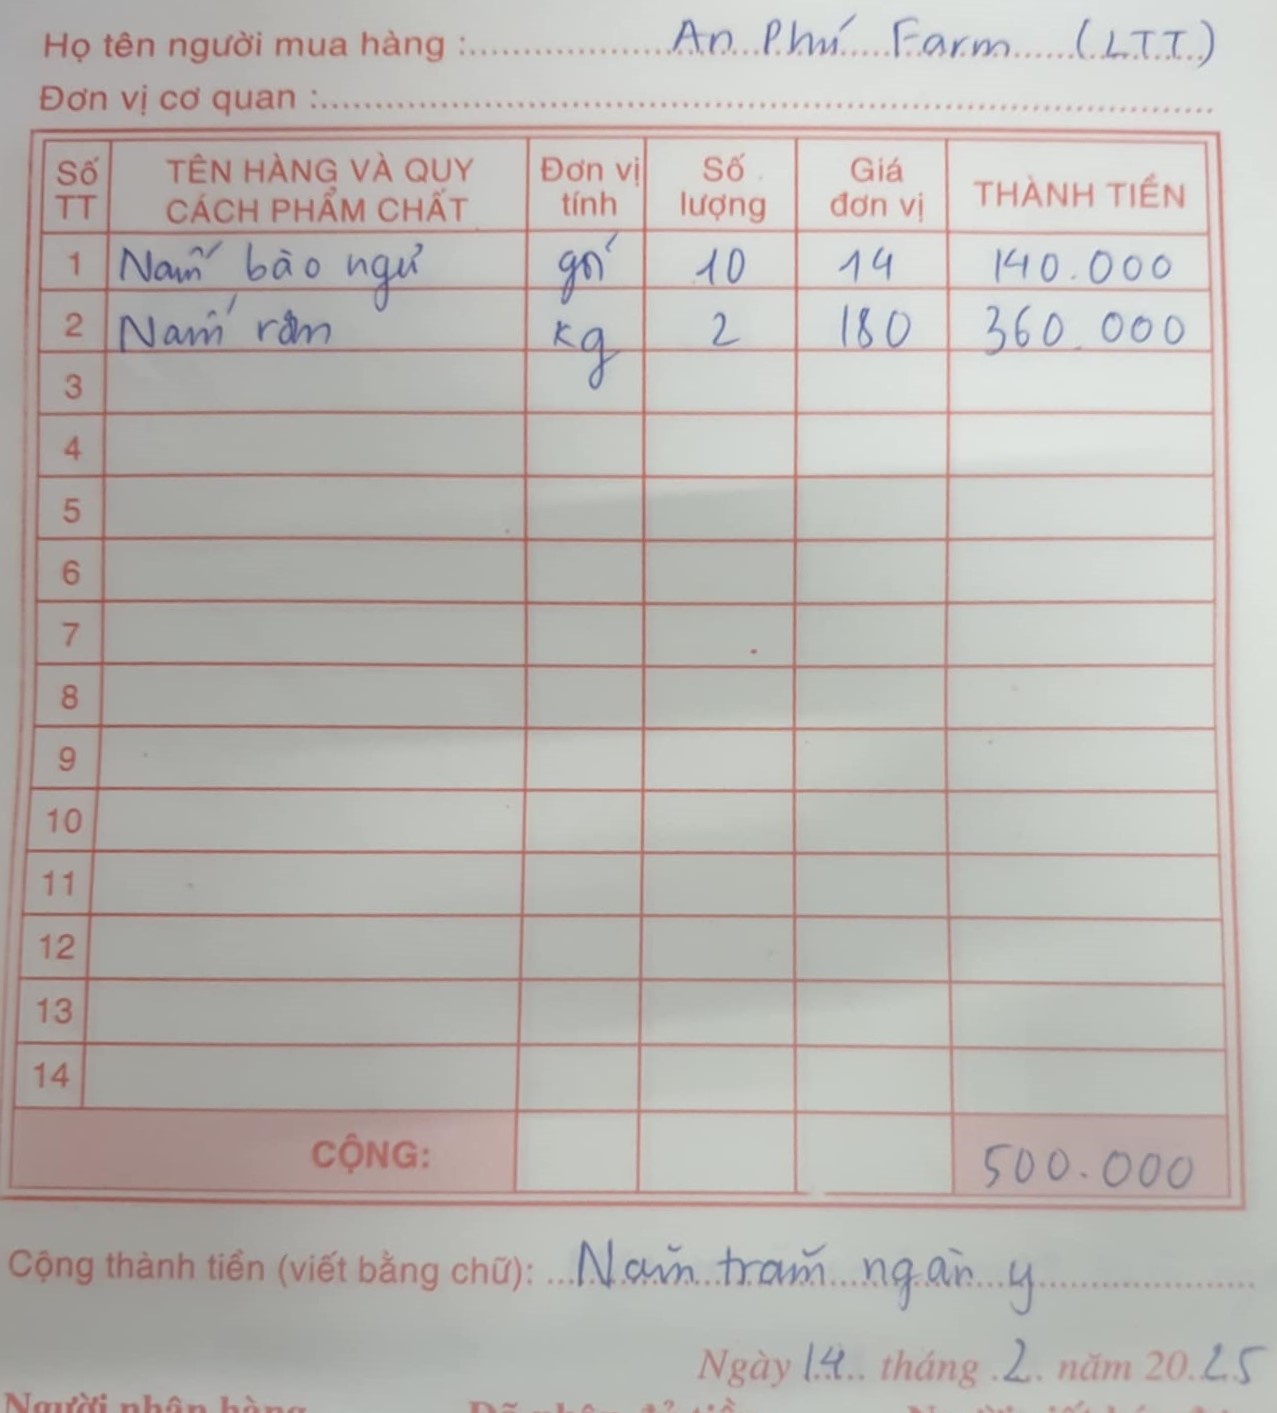 Họ tên người mua hàng : An Phú Farm (LTT)
Đơn vị cơ quan :
Số TT TÊN HÀNG VÀ QUY CÁCH PHẨM CHẤT Đơn vị tính Số lượng Giá đơn vị THÀNH TIỀN
1 Nấm bào ngư gói 10 14 140.000
2 Nấm rơm kg 2 180 360.000
3
4
5
6
7
8
9
10
11
12
13
14
CỘNG: 500.000
Cộng thành tiền (viết bằng chữ): Năm trăm ngàn y
Ngày 14 tháng 2 năm 2025
Người nhận hàng